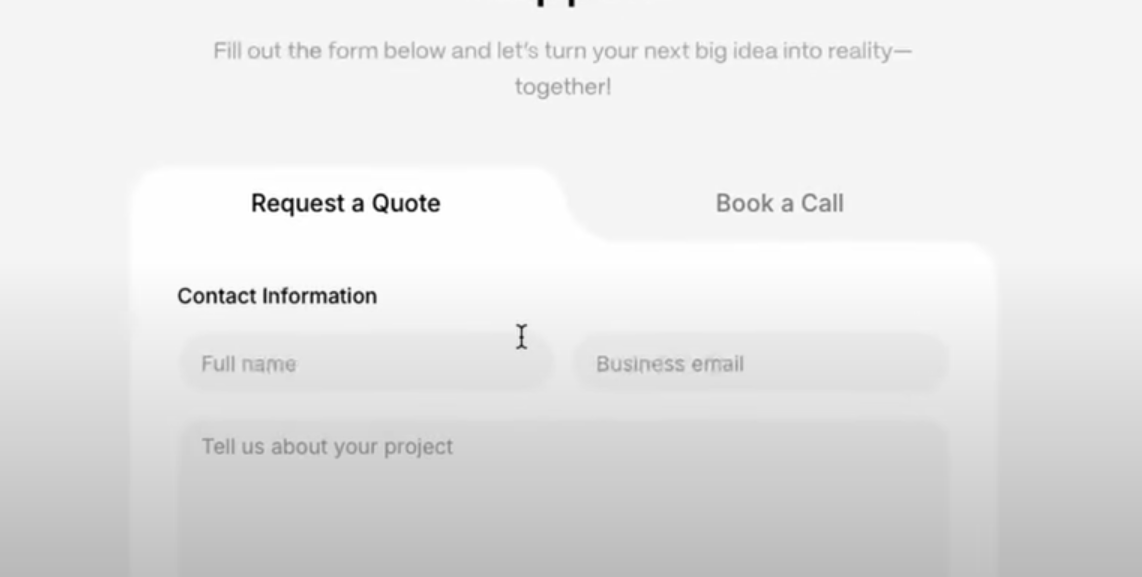 Fill out the form below and let's turn your next big idea into reality—
together!
Request a Quote
Book a Call
Contact Information
Full name
Business email
Tell us about your project